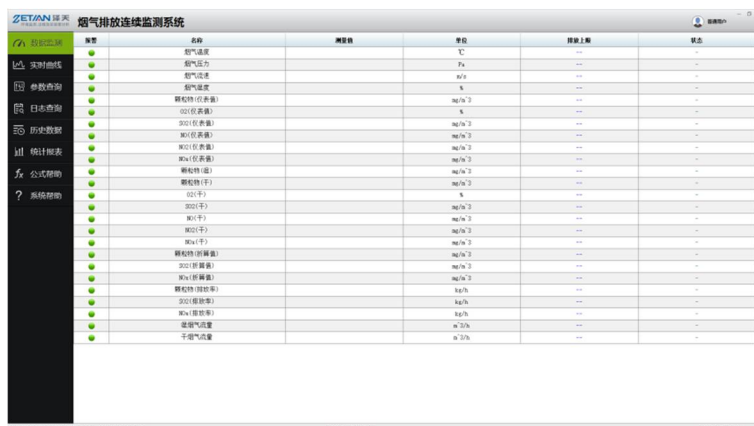 ZETIAN 泽天 烟气排放连续监测系统 普通用户
数据监测
实时曲线
参数查询
日志查询
历史数据
统计报表
公式帮助
系统帮助
报警 名称 测量值 单位 排放上限 状态
烟气温度 ℃ -- -
烟气压力 Pa -- -
烟气流速 m/s -- -
烟气湿度 % -- -
颗粒物(仪表值) mg/m^3 -- -
O2(仪表值) % -- -
SO2(仪表值) mg/m^3 -- -
NO(仪表值) mg/m^3 -- -
NO2(仪表值) mg/m^3 -- -
NOx(仪表值) mg/m^3 -- -
颗粒物(湿) mg/m^3 -- -
颗粒物(干) mg/m^3 -- -
O2(干) % -- -
SO2(干) mg/m^3 -- -
NO(干) mg/m^3 -- -
NO2(干) mg/m^3 -- -
NOx(干) mg/m^3 -- -
颗粒物(折算值) mg/m^3 -- -
SO2(折算值) mg/m^3 -- -
NOx(折算值) mg/m^3 -- -
颗粒物(排放率) kg/h -- -
SO2(排放率) kg/h -- -
NOx(排放率) kg/h -- -
湿烟气流量 m^3/h -- -
干烟气流量 m^3/h -- -